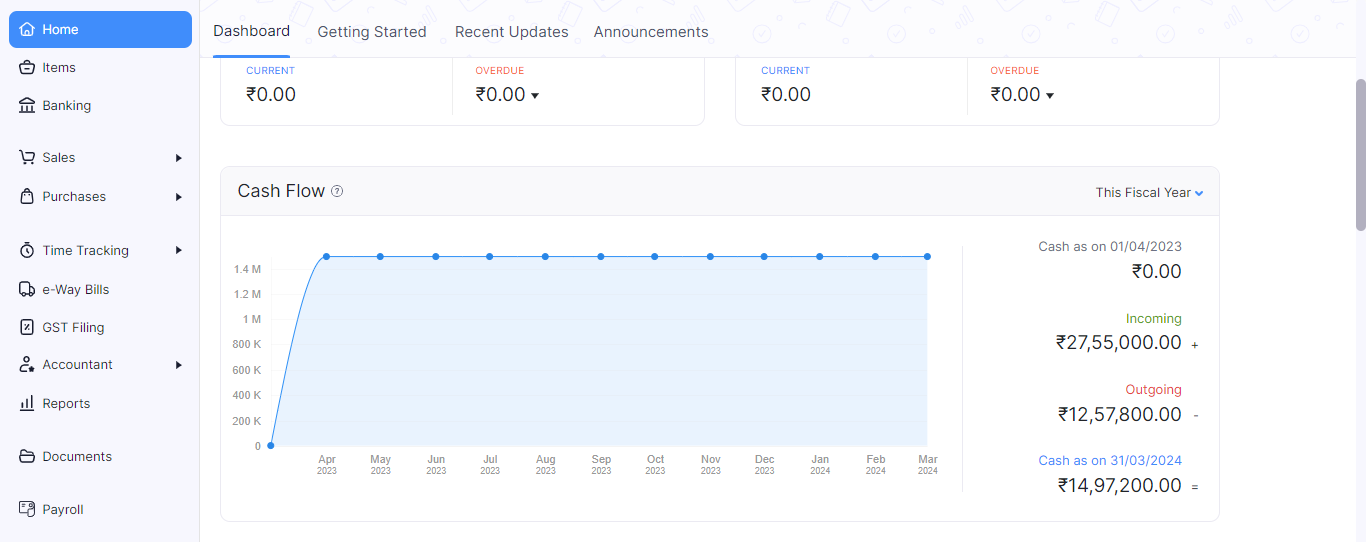 Home
Items
Banking
Sales
Purchases
Time Tracking
e-Way Bills
GST Filing
Accountant
Reports
Documents
Payroll
Dashboard Getting Started Recent Updates Announcements
CURRENT OVERDUE CURRENT OVERDUE
₹0.00 ₹0.00 ₹0.00 ₹0.00
Cash Flow ? This Fiscal Year
1.4 M
1.2 M
1 M
800 K
600 K
400 K
200 K
0
Apr May Jun Jul Aug Sep Oct Nov Dec Jan Feb Mar
2023 2023 2023 2023 2023 2023 2023 2023 2023 2024 2024 2024
Cash as on 01/04/2023
₹0.00
Incoming
₹27,55,000.00 +
Outgoing
₹12,57,800.00 -
Cash as on 31/03/2024
₹14,97,200.00 =